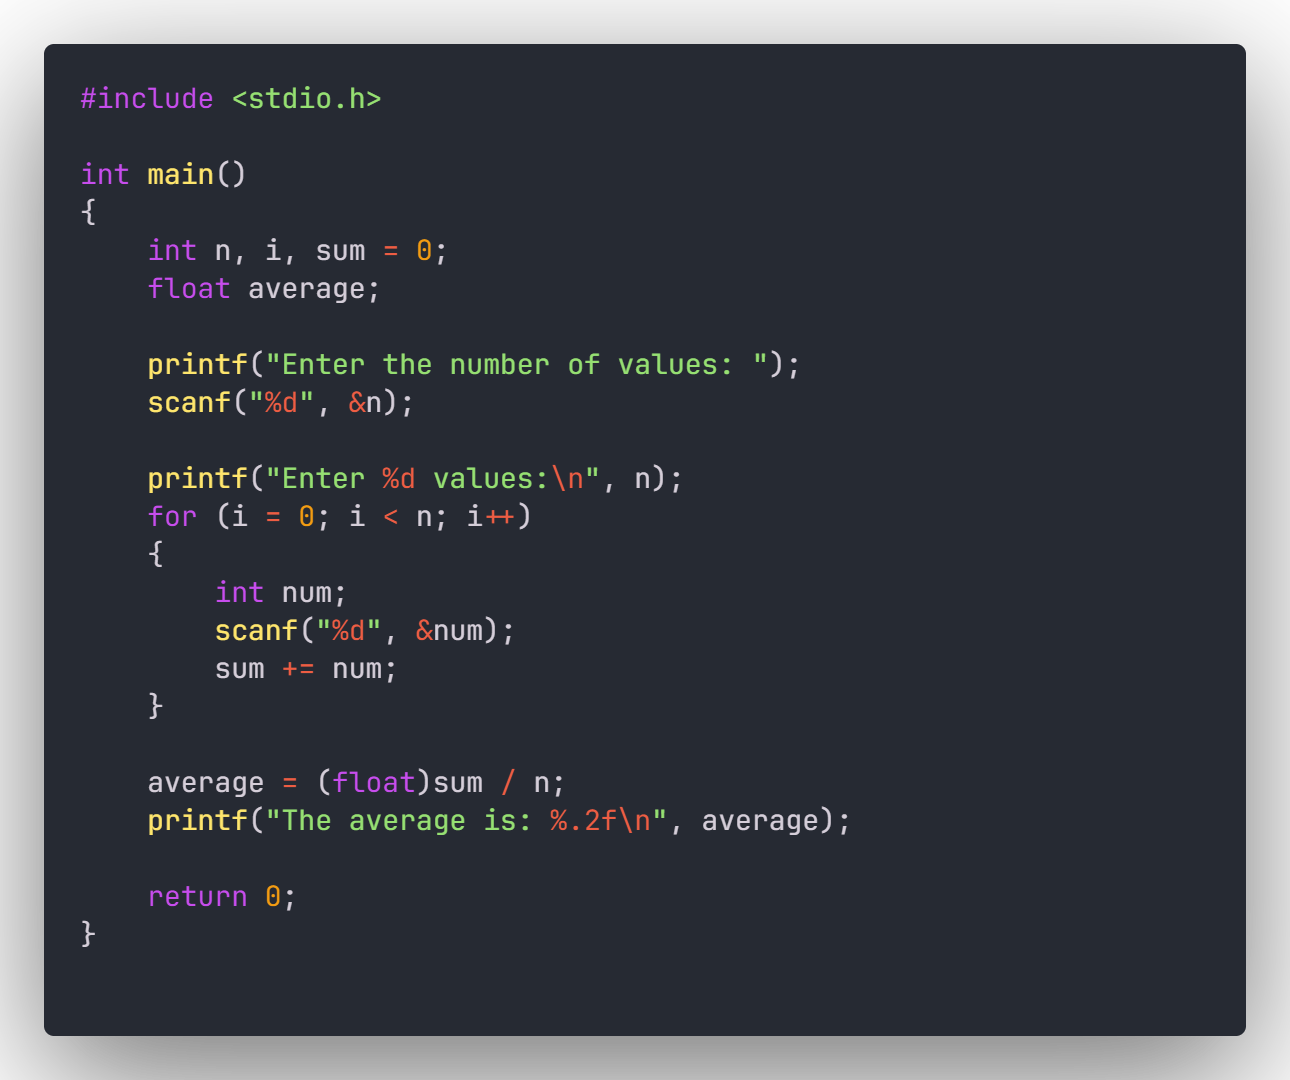 #include <stdio.h>

int main()
{
    int n, i, sum = 0;
    float average;

    printf("Enter the number of values: ");
    scanf("%d", &n);

    printf("Enter %d values:\n", n);
    for (i = 0; i < n; i++)
    {
        int num;
        scanf("%d", &num);
        sum += num;
    }

    average = (float)sum / n;
    printf("The average is: %.2f\n", average);

    return 0;
}